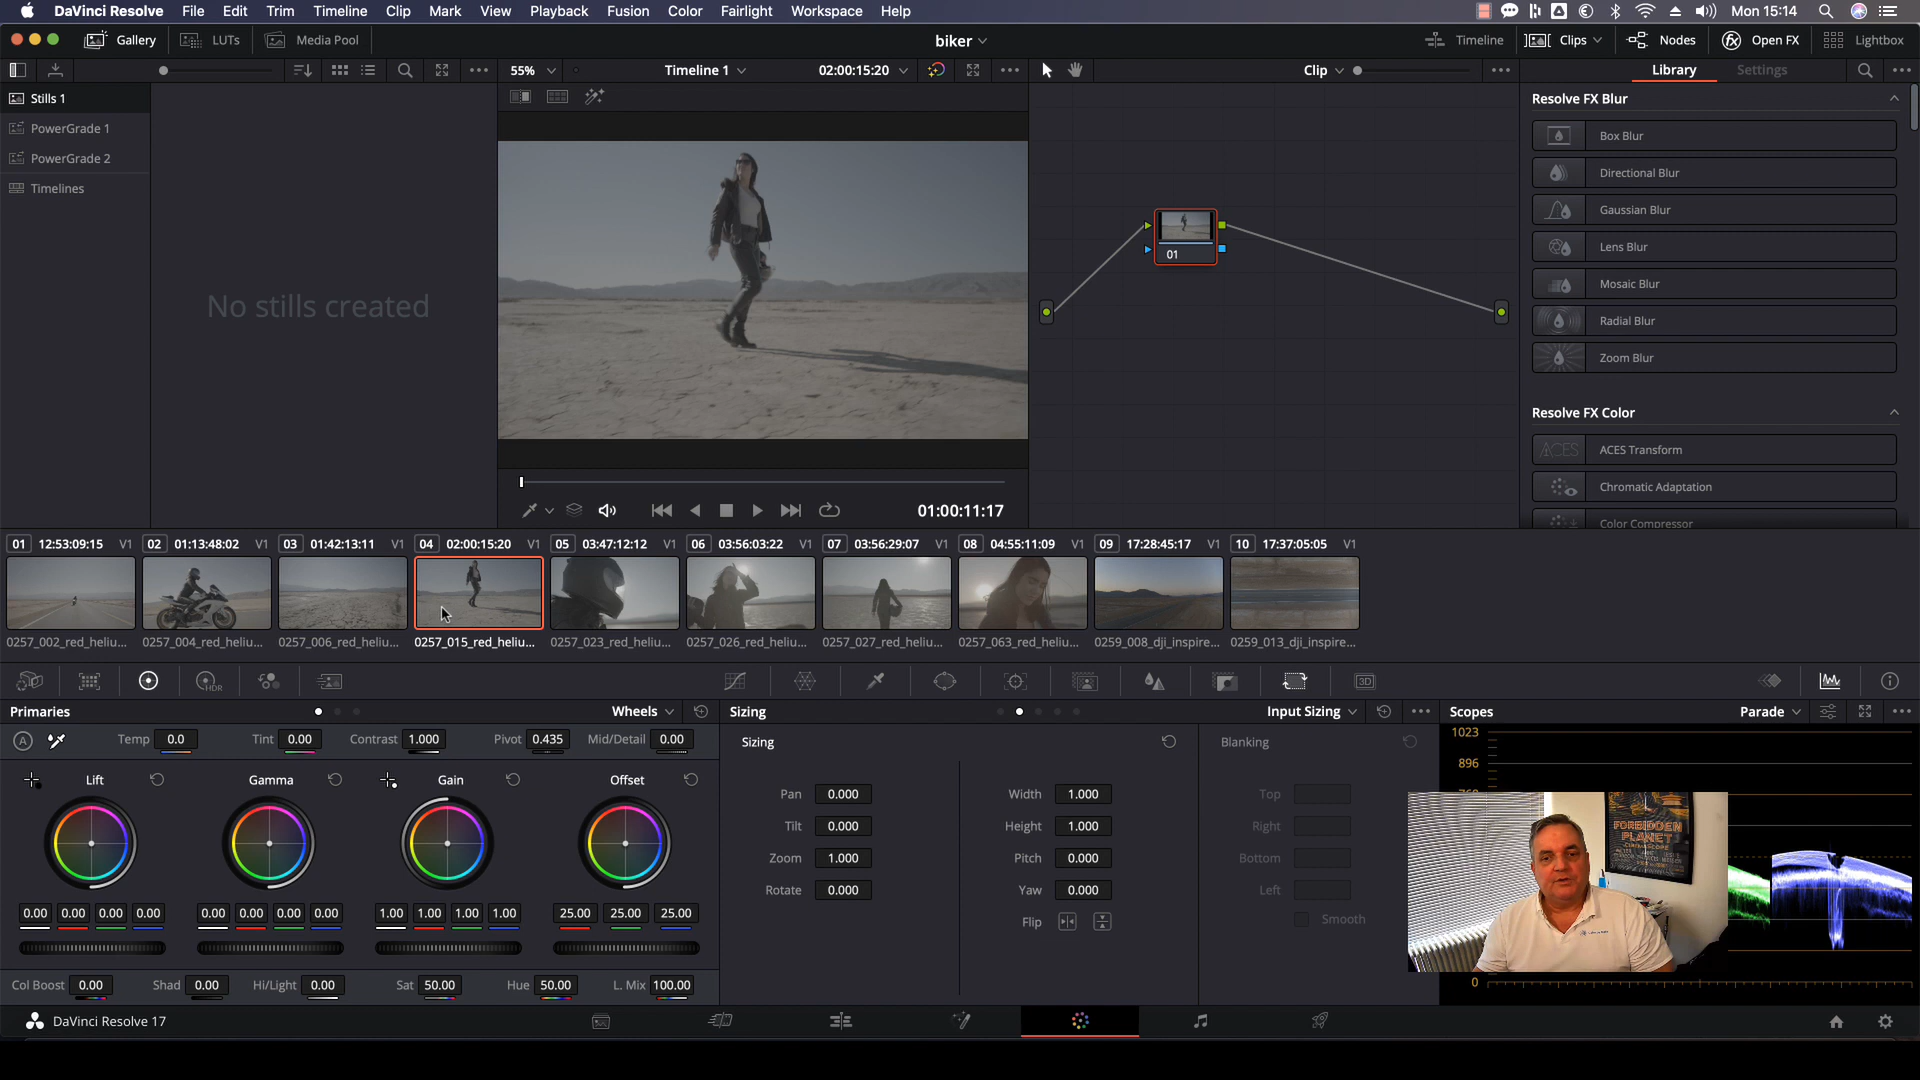 DaVinci Resolve File Edit Trim Timeline Clip Mark View Playback Fusion Color Fairlight Workspace Help Mon 15:14
Gallery LUTs Media Pool biker Timeline Clips Nodes Open FX Lightbox
55% Timeline 1 02:00:15:20 Clip Library Settings
Stills 1
PowerGrade 1
PowerGrade 2
Timelines
No stills created
01
Resolve FX Blur
Box Blur
Directional Blur
Gaussian Blur
Lens Blur
Mosaic Blur
Radial Blur
Zoom Blur
Resolve FX Color
ACES ACES Transform
Chromatic Adaptation
Color Compressor
01:00:11:17
01 12:53:09:15 V1 02 01:13:48:02 V1 03 01:42:13:11 V1 04 02:00:15:20 V1 05 03:47:12:12 V1 06 03:56:03:22 V1 07 03:56:29:07 V1 08 04:55:11:09 V1 09 17:28:45:17 V1 10 17:37:05:05 V1
0257_002_red_heliu... 0257_004_red_heliu... 0257_006_red_heliu... 0257_015_red_heliu... 0257_023_red_heliu... 0257_026_red_heliu... 0257_027_red_heliu... 0257_063_red_heliu... 0259_008_dji_inspire... 0259_013_dji_inspire...
HDR 3D
Primaries Wheels Sizing Input Sizing Scopes Parade
A Temp 0.0 Tint 0.00 Contrast 1.000 Pivot 0.435 Mid/Detail 0.00
Sizing Blanking
Lift Gamma Gain Offset
Pan 0.000 Width 1.000 Top
Tilt 0.000 Height 1.000 Right
Zoom 1.000 Pitch 0.000 Bottom
Rotate 0.000 Yaw 0.000 Left
Flip Smooth
0.00 0.00 0.00 0.00 0.00 0.00 0.00 0.00 1.00 1.00 1.00 1.00 25.00 25.00 25.00
Col Boost 0.00 Shad 0.00 Hi/Light 0.00 Sat 50.00 Hue 50.00 L. Mix 100.00
1023
896
0
FORBIDDEN
PLANET
DaVinci Resolve 17